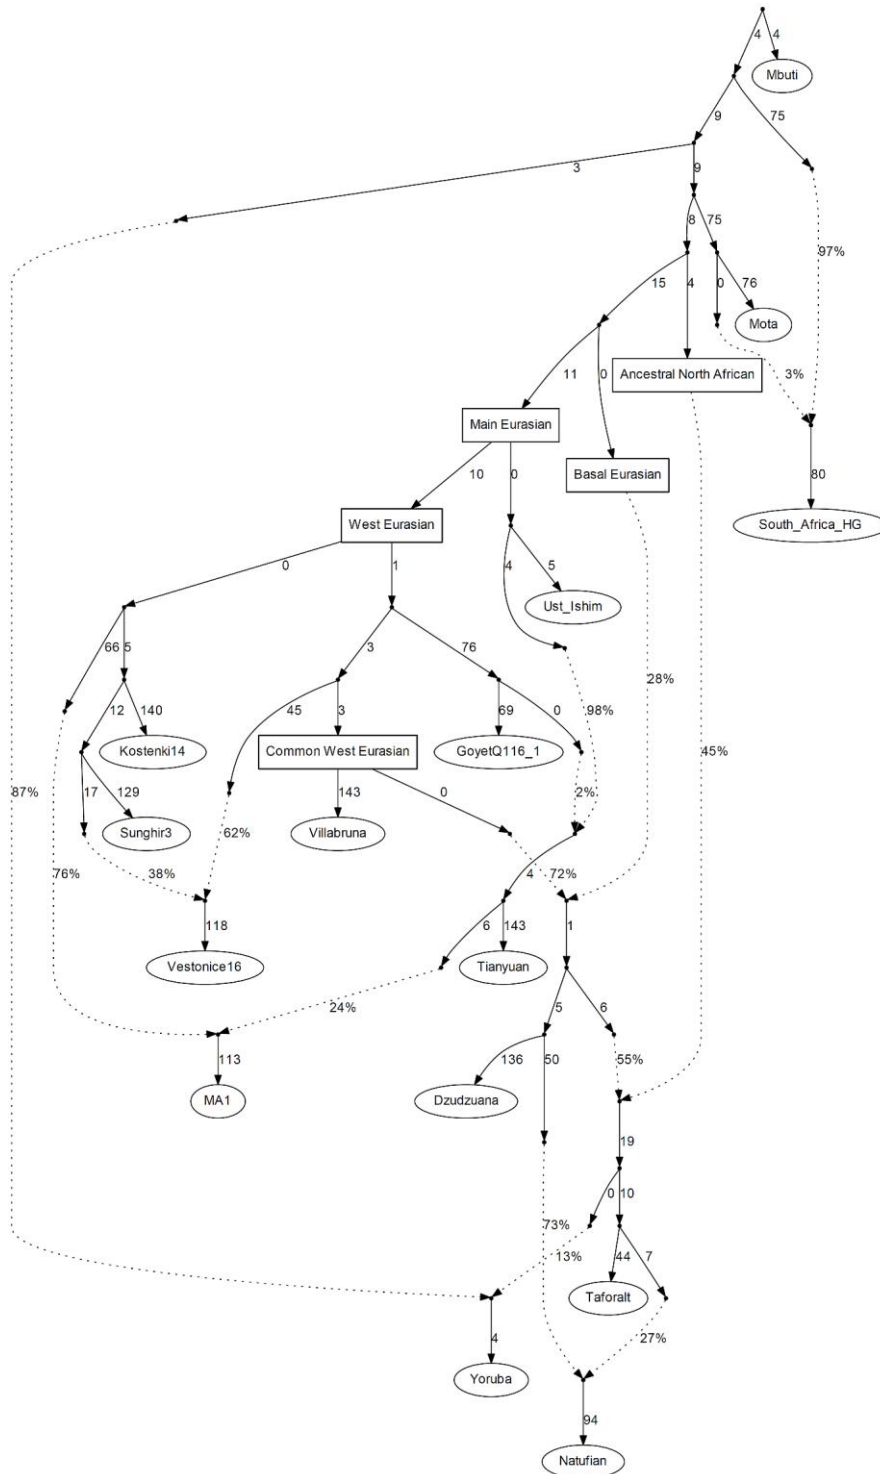 4 4
Mbuti
9 75
3 9
8 75 97%
15 4 0 76
Mota
11 0 Ancestral North African 3%
Main Eurasian
10 0 Basal Eurasian 80
West Eurasian South_Africa_HG
0 1 4 5
Ust_Ishim
66 5 3 76 28%
12 140 45 3 69 0 98%
Kostenki14 Common West Eurasian GoyetQ116_1 45%
87% 17 129 62% 143 0 2%
Sunghir3 Villabruna
76% 38% 4 72%
118 6 143 1
Vestonice16 Tianyuan
24% 5 6
113 136 50 55%
MA1 Dzudzuana
19
0 10
73%
13% 44 7
Taforalt
4 27%
Yoruba
94
Natufian